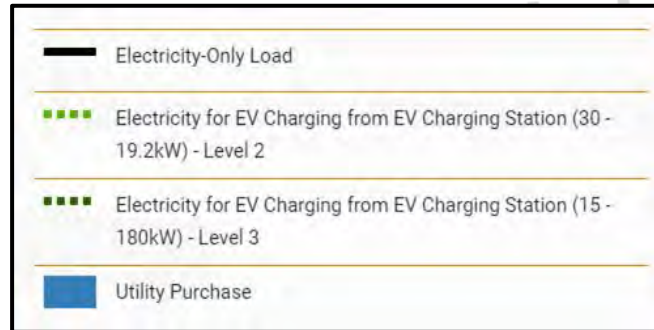 Electricity-Only Load
Electricity for EV Charging from EV Charging Station (30 -
19.2kW) - Level 2
Electricity for EV Charging from EV Charging Station (15 -
180kW) - Level 3
Utility Purchase